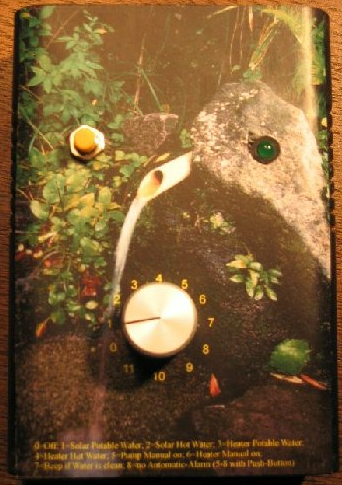 3 4 5
2 6
1 7
0 8
11 10 9
0=Off; 1=Solar Potable Water; 2=Solar Hot Water; 3=Heater Potable Water;
4=Heater Hot Water; 5=Pump Manual on; 6=Heater Manual on;
7=Beep if Water is clean; 8=no Automatic-Alarm (5-8 with Push-Botton)